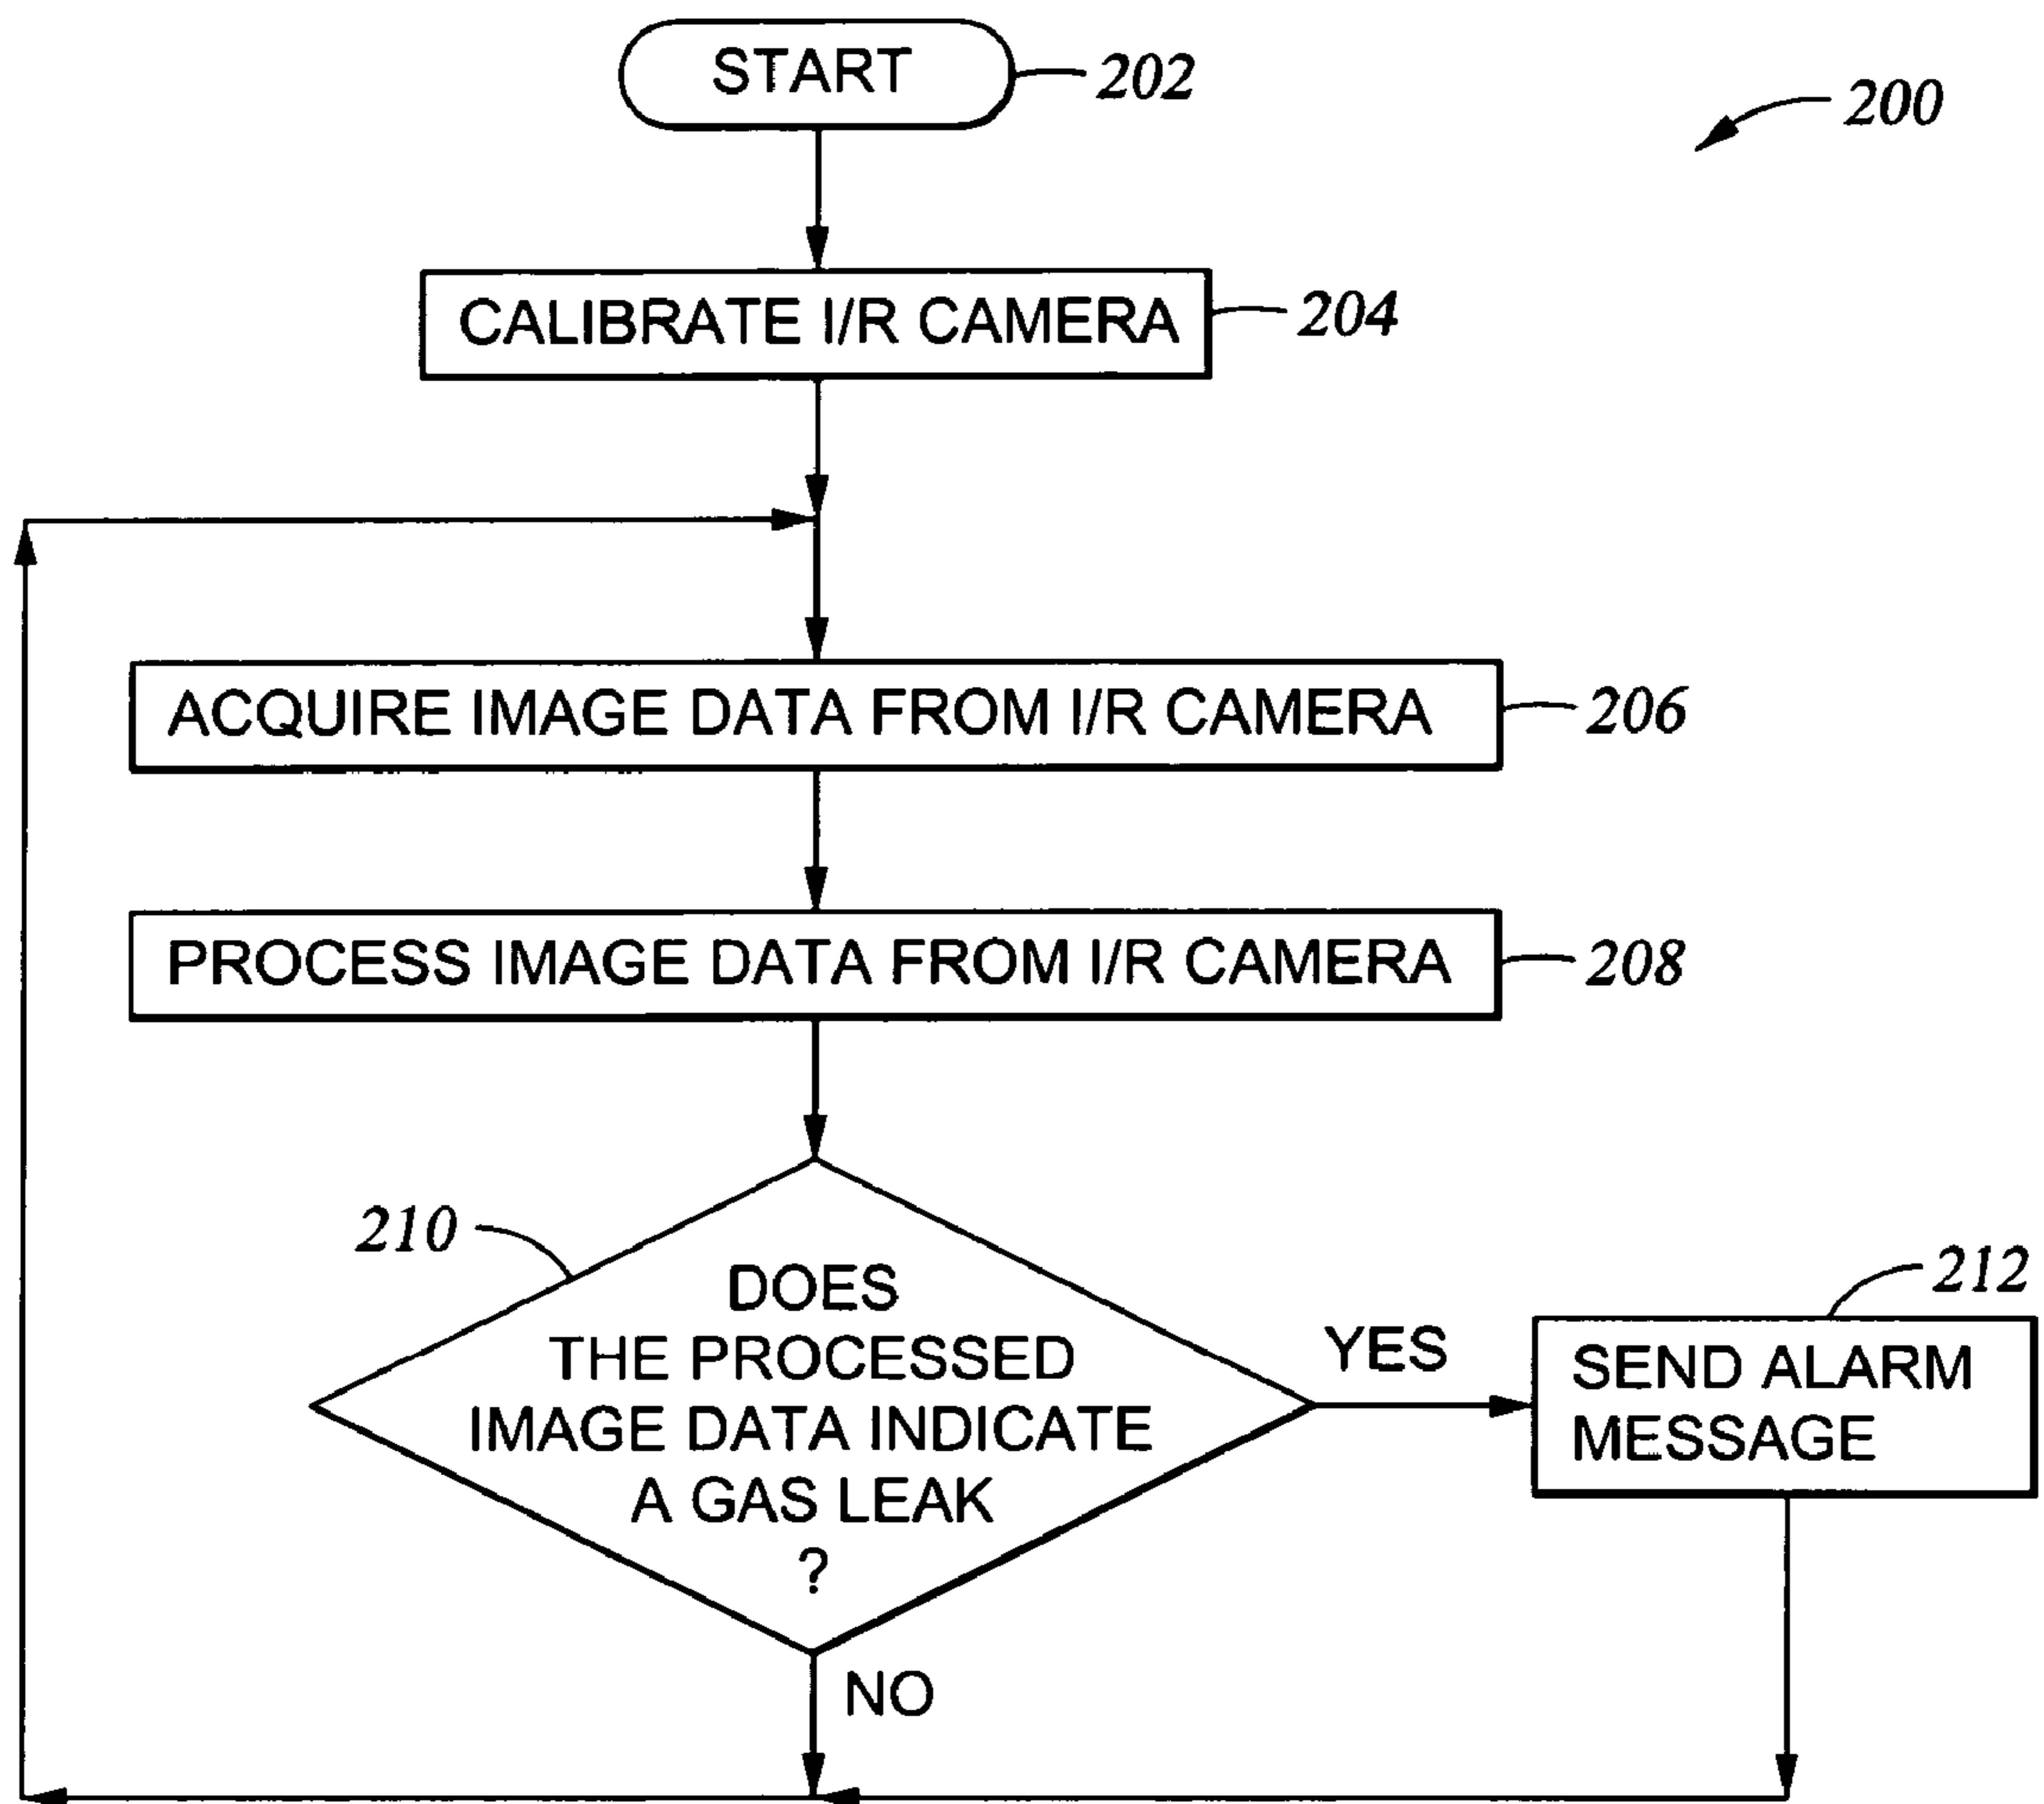 START
202
200
CALIBRATE I/R CAMERA
204
ACQUIRE IMAGE DATA FROM I/R CAMERA
206
PROCESS IMAGE DATA FROM I/R CAMERA
208
210
DOES
THE PROCESSED
IMAGE DATA INDICATE
A GAS LEAK
?
YES
212
SEND ALARM
MESSAGE
NO